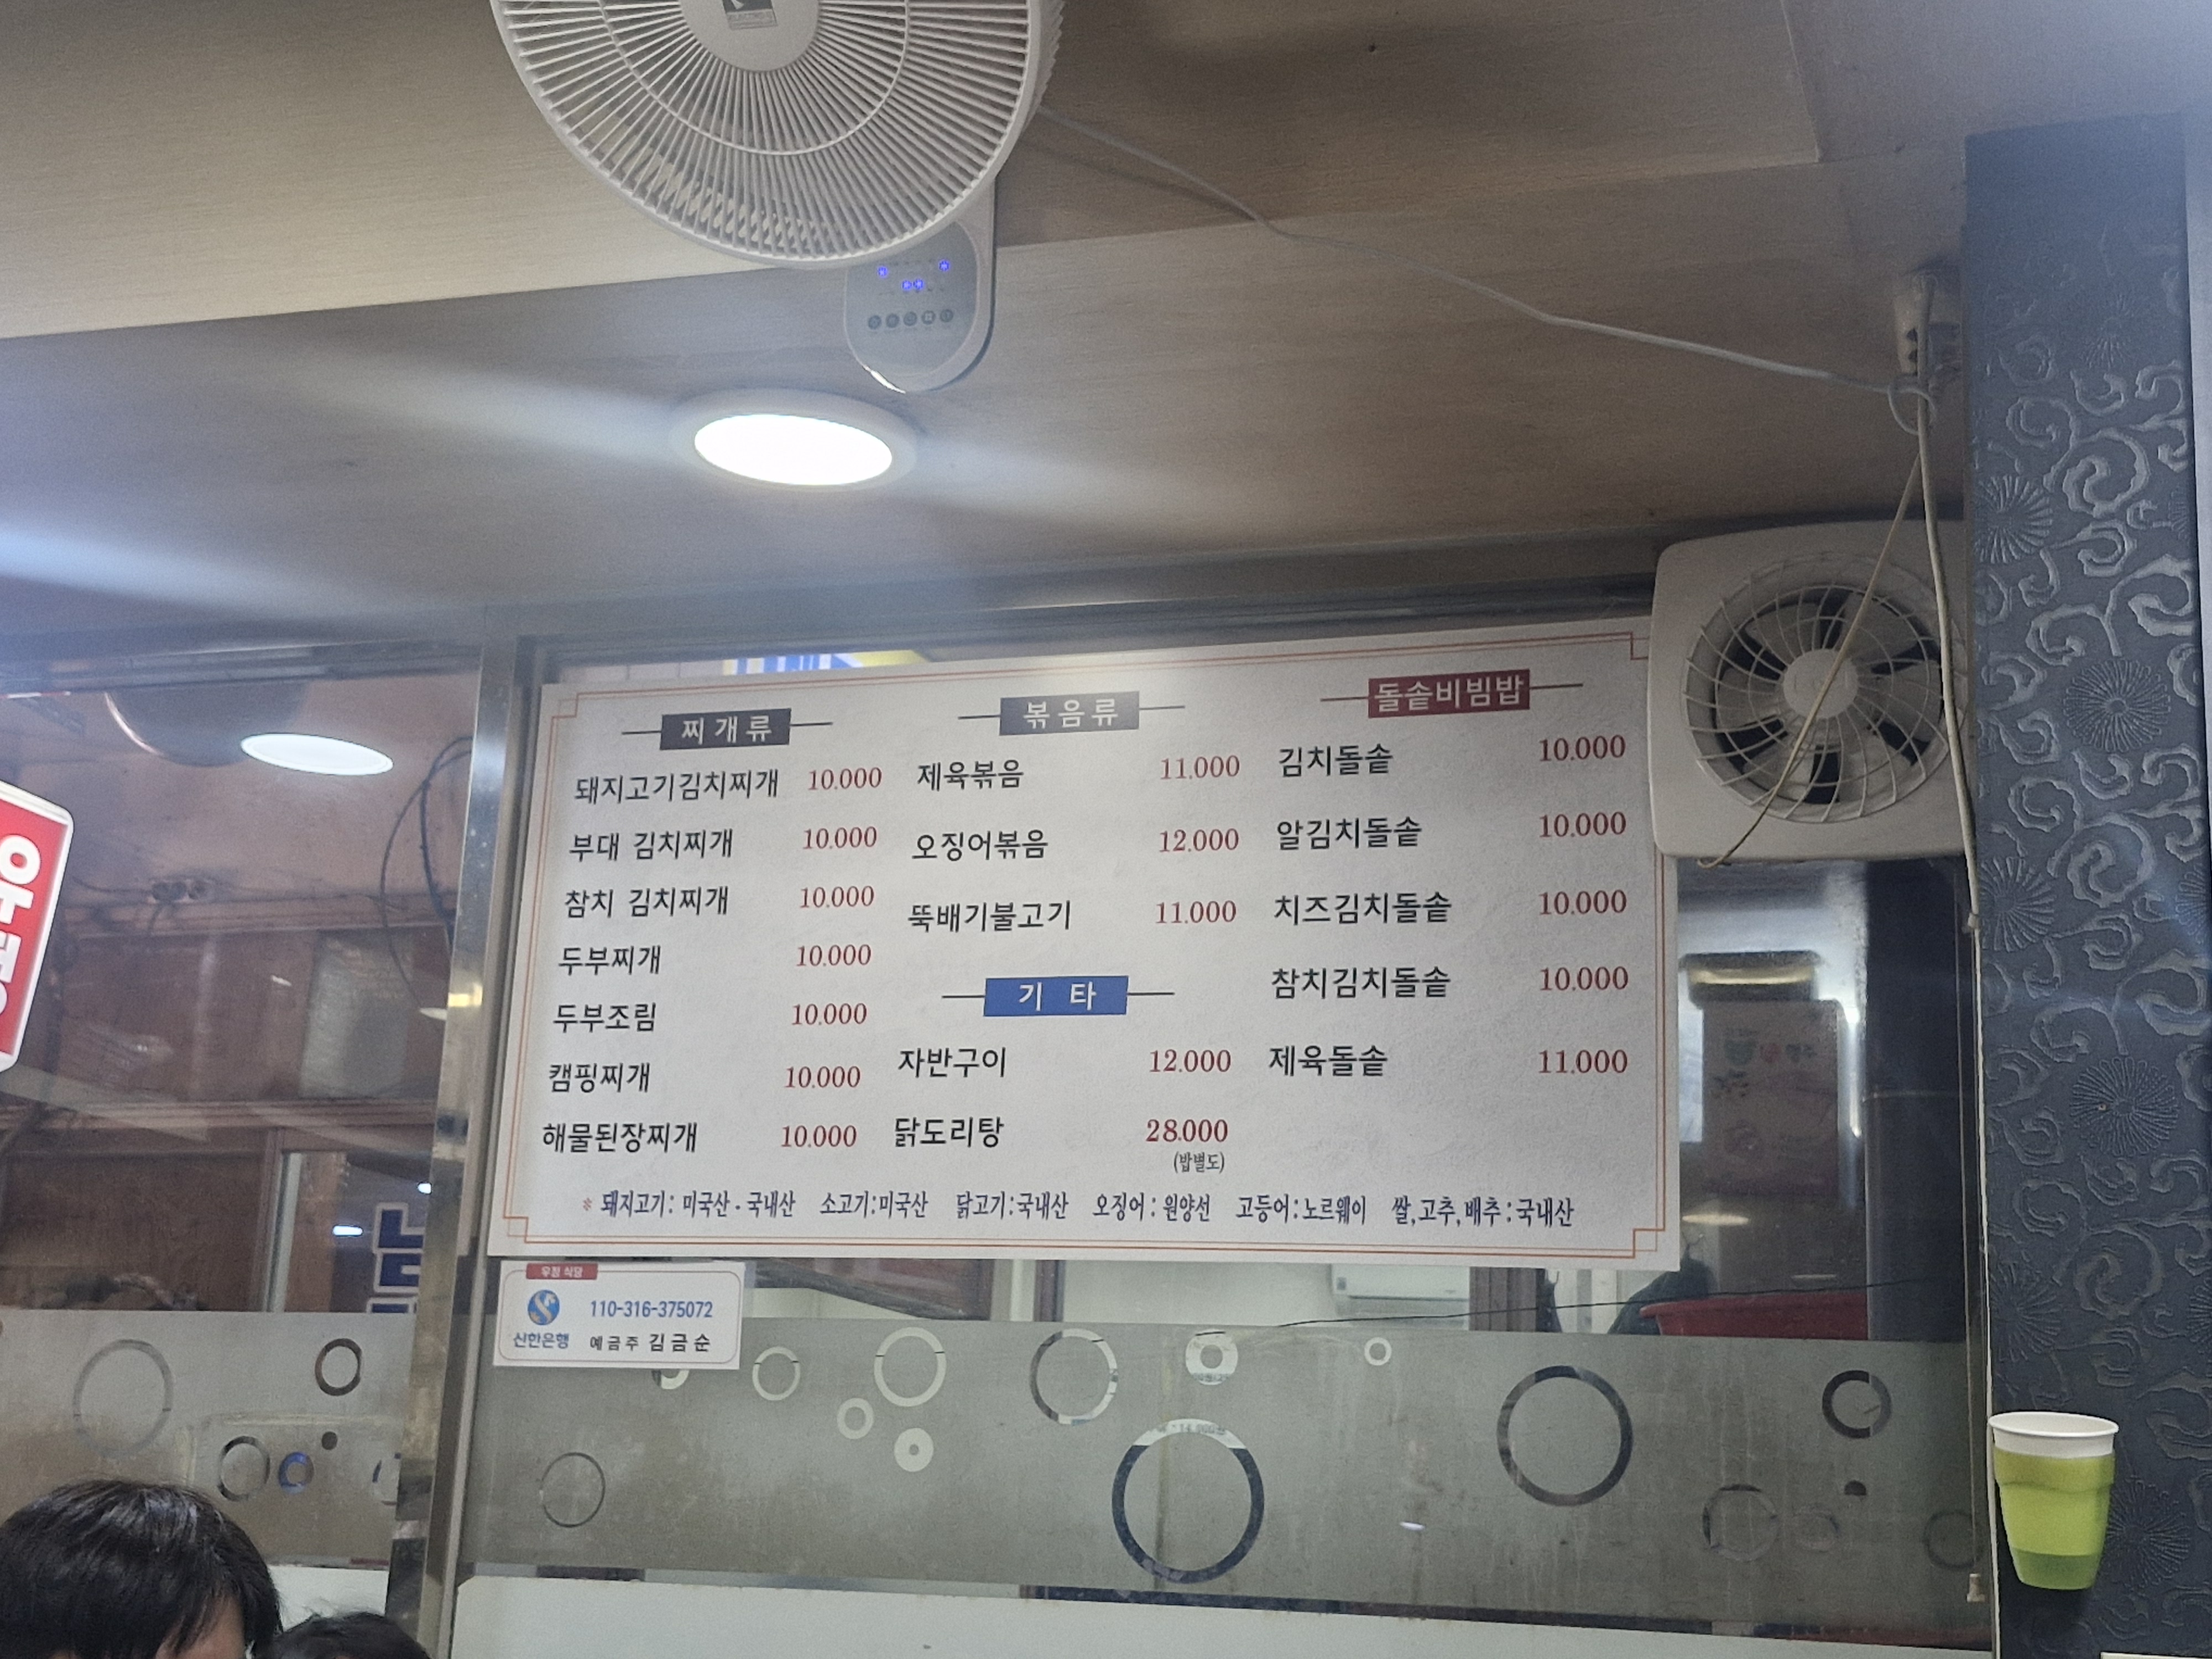 찌개류
돼지고기김치찌개 10.000
부대 김치찌개 10.000
참치 김치찌개 10.000
두부찌개 10.000
두부조림 10.000
캠핑찌개 10.000
해물된장찌개 10.000
볶음류
제육볶음 11.000
오징어볶음 12.000
뚝배기불고기 11.000
기 타
자반구이 12.000
닭도리탕 28.000
(밥별도)
돌솥비빔밥
김치돌솥 10.000
알김치돌솥 10.000
치즈김치돌솥 10.000
참치김치돌솥 10.000
제육돌솥 11.000
※ 돼지고기: 미국산·국내산 소고기:미국산 닭고기:국내산 오징어: 원양선 고등어:노르웨이 쌀,고추,배추:국내산
우정 식당
110-316-375072
신한은행 예금주 김금순